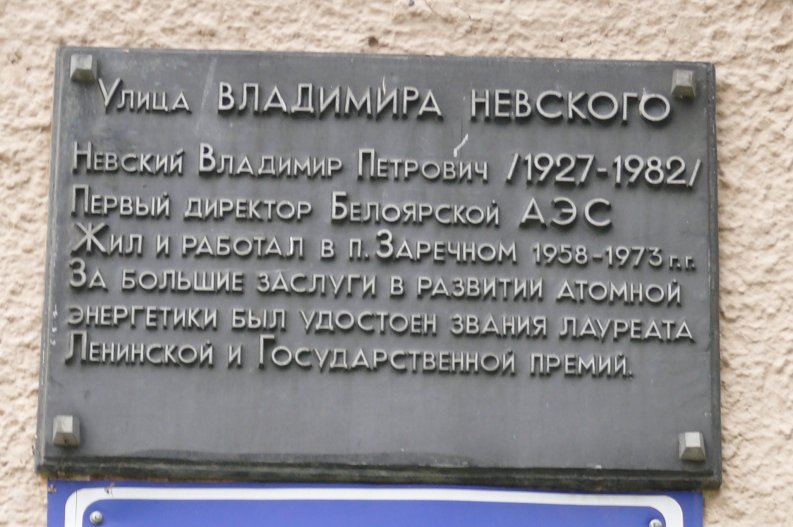 Улица ВЛАДИМИРА НЕВСКОГО
Невский Владимир Петрович /1927-1982/
Первый директор Белоярской АЭС
Жил и работал в п. Заречном 1958-1973 г.г.
За большие заслуги в развитии атомной
энергетики был удостоен звания лауреата
Ленинской и Государственной премий.